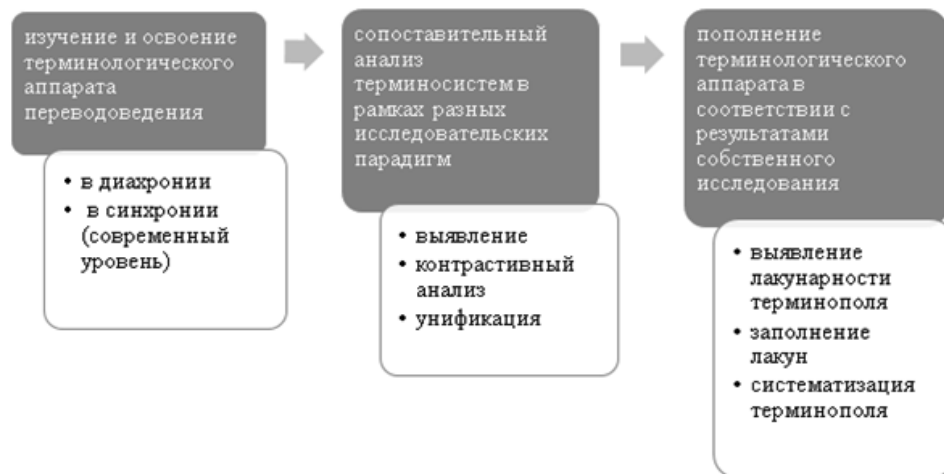 изучение и освоение
терминологического
аппарата
переводоведения
• в диахронии
• в синхронии
(современный
уровень)
сопоставительный
анализ
терминосистем в
рамках разных
исследовательских
парадигм
• выявление
• контрастивный
анализ
• унификация
пополнение
терминологического
аппарата в
соответствии с
результатами
собственного
исследования
• выявление
лакунарности
терминополя
• заполнение
лакун
• систематизация
терминополя